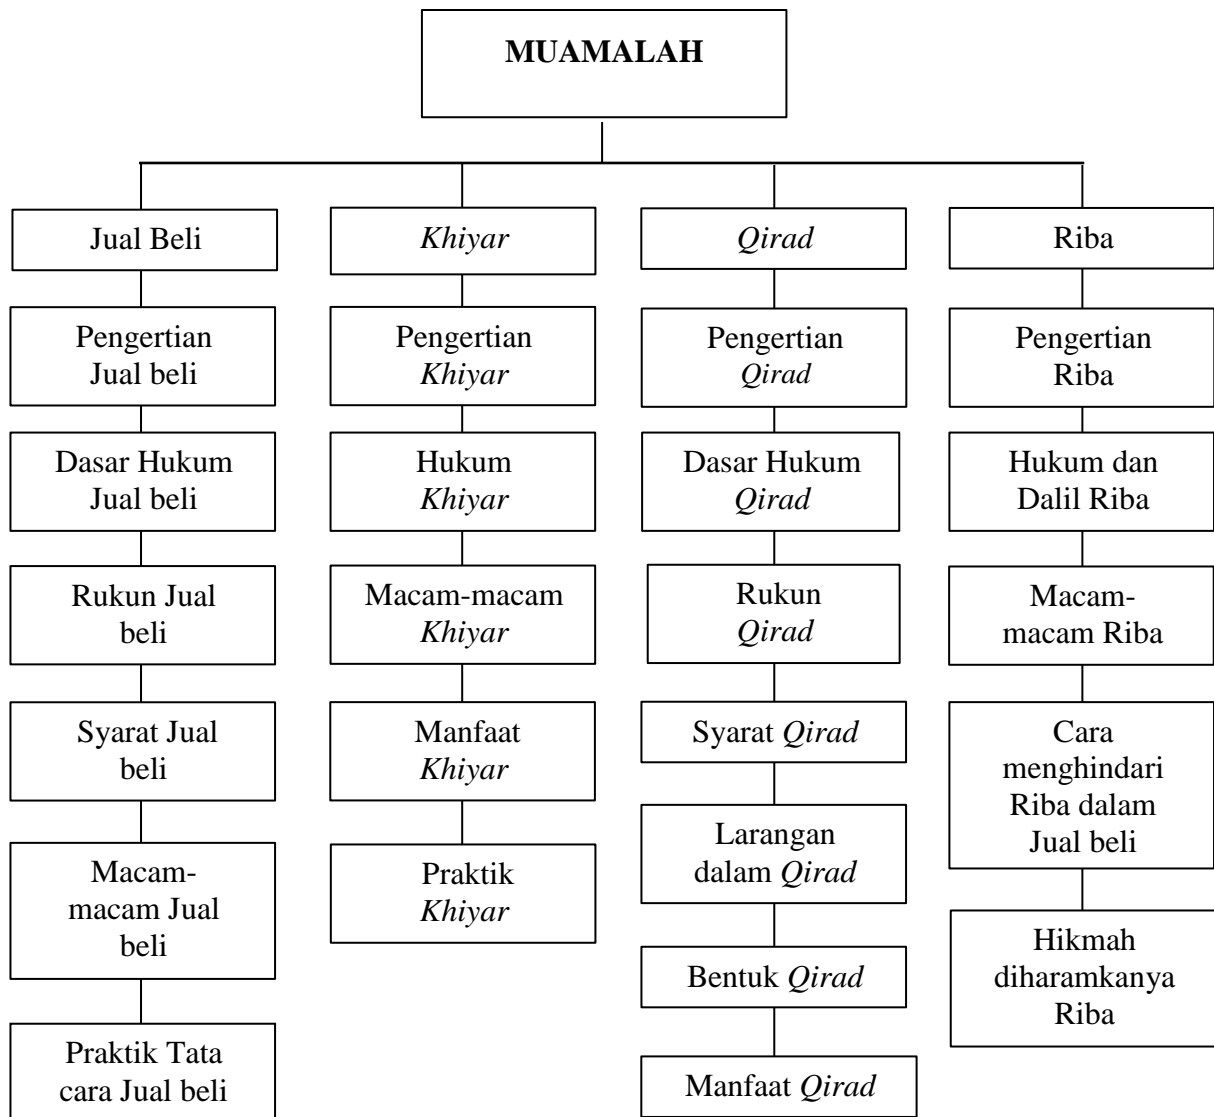 MUAMALAH
Jual Beli
Pengertian
Jual beli
Dasar Hukum
Jual beli
Rukun Jual
beli
Syarat Jual
beli
Macam-
macam Jual
beli
Praktik Tata
cara Jual beli
Khiyar
Pengertian
Khiyar
Hukum
Khiyar
Macam-macam
Khiyar
Manfaat
Khiyar
Praktik
Khiyar
Qirad
Pengertian
Qirad
Dasar Hukum
Qirad
Rukun
Qirad
Syarat Qirad
Larangan
dalam Qirad
Bentuk Qirad
Manfaat Qirad
Riba
Pengertian
Riba
Hukum dan
Dalil Riba
Macam-
macam Riba
Cara
menghindari
Riba dalam
Jual beli
Hikmah
diharamkanya
Riba